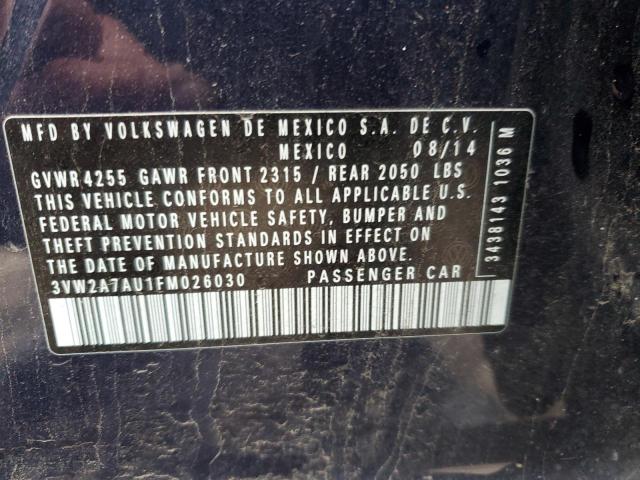 MFD BY VOLKSWAGEN DE MEXICO S.A. DE C.V.
MEXICO 08/14
GVWR 4255 GAWR FRONT 2315 / REAR 2050 LBS
THIS VEHICLE CONFORMS TO ALL APPLICABLE U.S.
FEDERAL MOTOR VEHICLE SAFETY, BUMPER AND
THEFT PREVENTION STANDARDS IN EFFECT ON
THE DATE OF MANUFACTURE SHOWN ABOVE.
3VW2A7AU1FM026030 PASSENGER CAR
3438143 1036 M